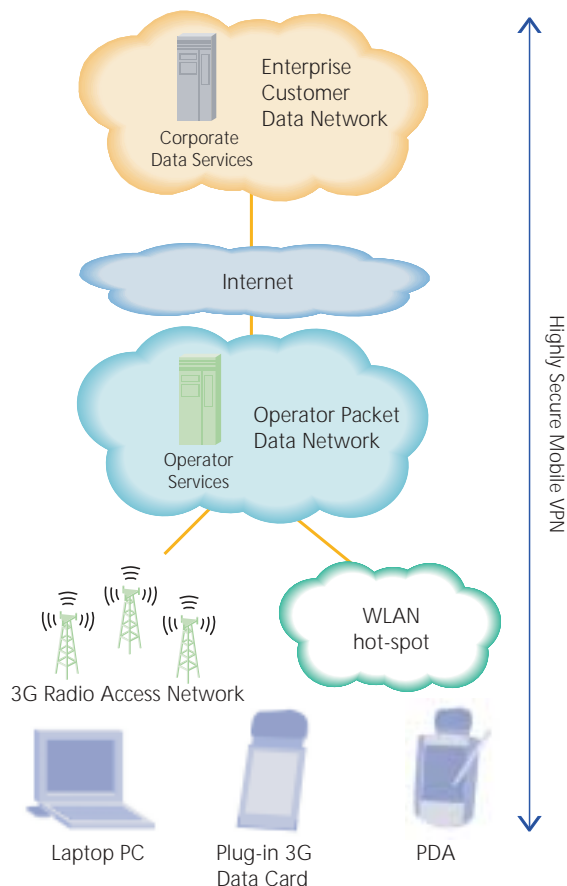 Enterprise
Customer
Data Network
Corporate
Data Services
Internet
Operator Packet
Data Network
Operator
Services
WLAN
hot-spot
3G Radio Access Network
Laptop PC
Plug-in 3G
Data Card
PDA
Highly Secure Mobile VPN